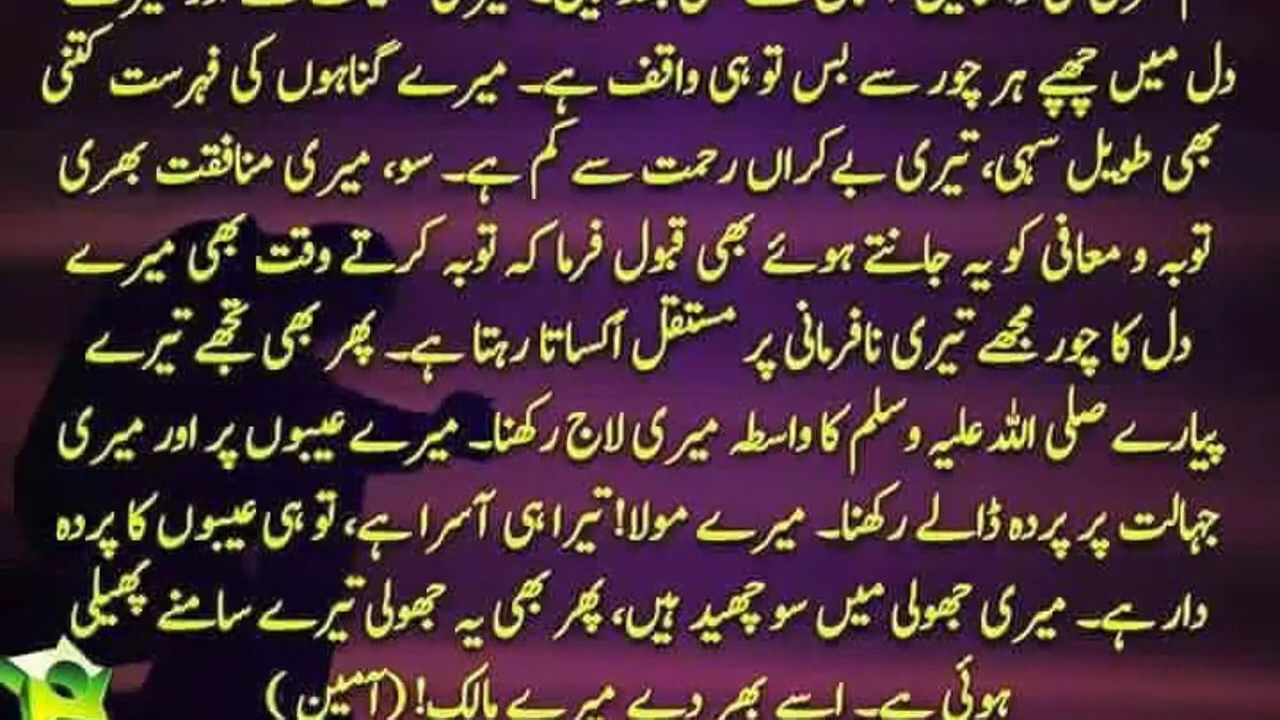 دل میں چھپے ہر چور سے بس تو ہی واقف ہے۔ میرے گناہوں کی فہرست کتنی
بھی طویل سہی، تیری بے کراں رحمت سے کم ہے۔ سو، میری منافقت بھری
توبہ و معافی کو یہ جانتے ہوئے بھی قبول فرما کہ توبہ کرتے وقت بھی میرے
دل کا چور مجھے تیری نافرمانی پر مستقل اُکساتا رہتا ہے۔ پھر بھی تجھے تیرے
پیارے صلی اللہ علیہ وسلم کا واسطہ میری لاج رکھنا۔ میرے عیبوں پر اور میری
جہالت پر پردہ ڈالے رکھنا۔ میرے مولا! تیرا ہی آسرا ہے، تو ہی عیبوں کا پردہ
دار ہے۔ میری جھولی میں سو چھید ہیں، پھر بھی یہ جھولی تیرے سامنے پھیلی
ہوئی ہے۔ اسے بھر دے میرے مالک! (آمین)